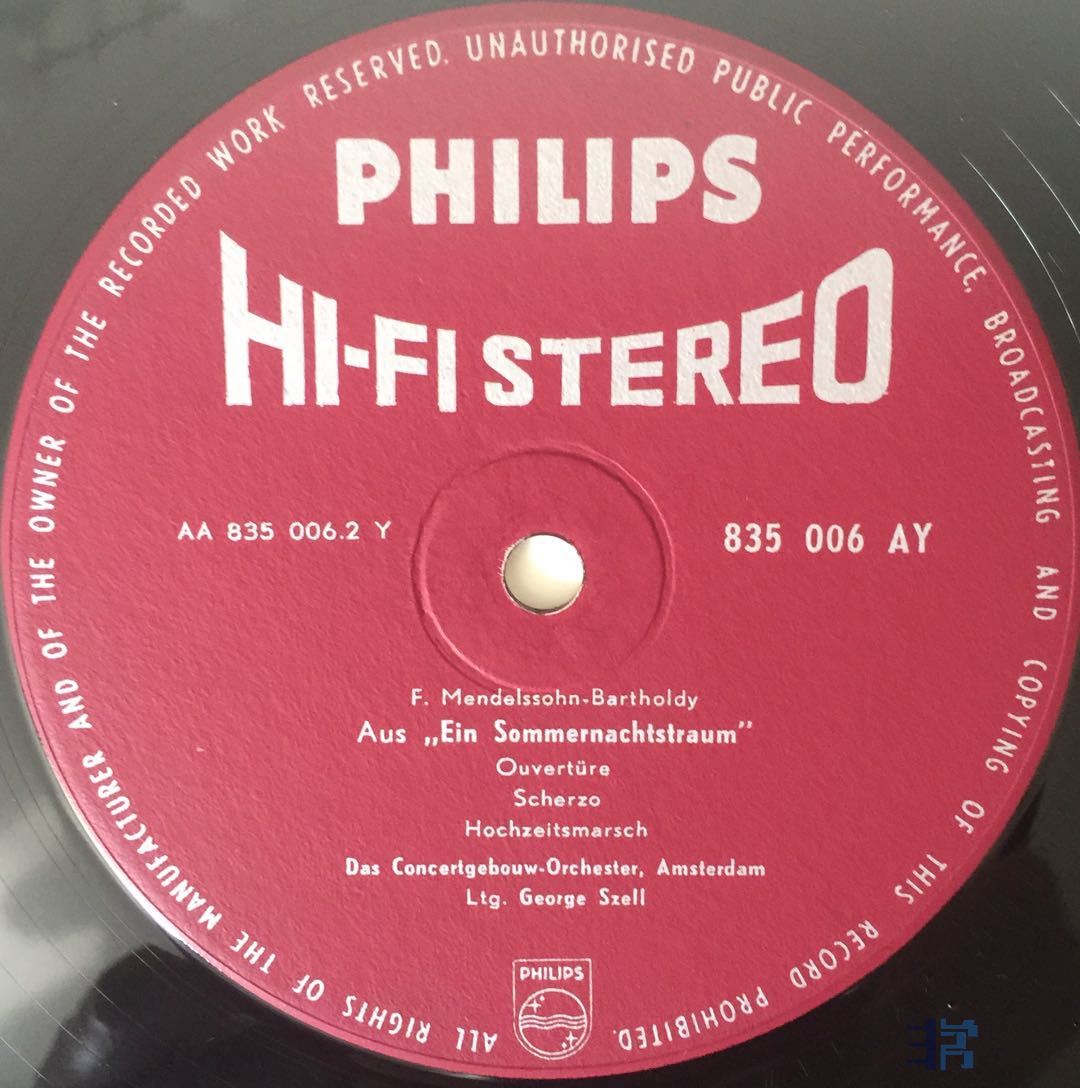 ALL RIGHTS OF THE MANUFACTURER AND OF THE OWNER OF THE RECORDED WORK RESERVED. UNAUTHORISED PUBLIC PERFORMANCE, BROADCASTING AND COPYING OF THIS RECORD PROHIBITED.
PHILIPS
HI-FI STEREO
AA 835 006.2 Y
835 006 AY
F. Mendelssohn-Bartholdy
Aus „Ein Sommernachtstraum”
Ouvertüre
Scherzo
Hochzeitsmarsch
Das Concertgebouw-Orchester, Amsterdam
Ltg. George Szell
PHILIPS